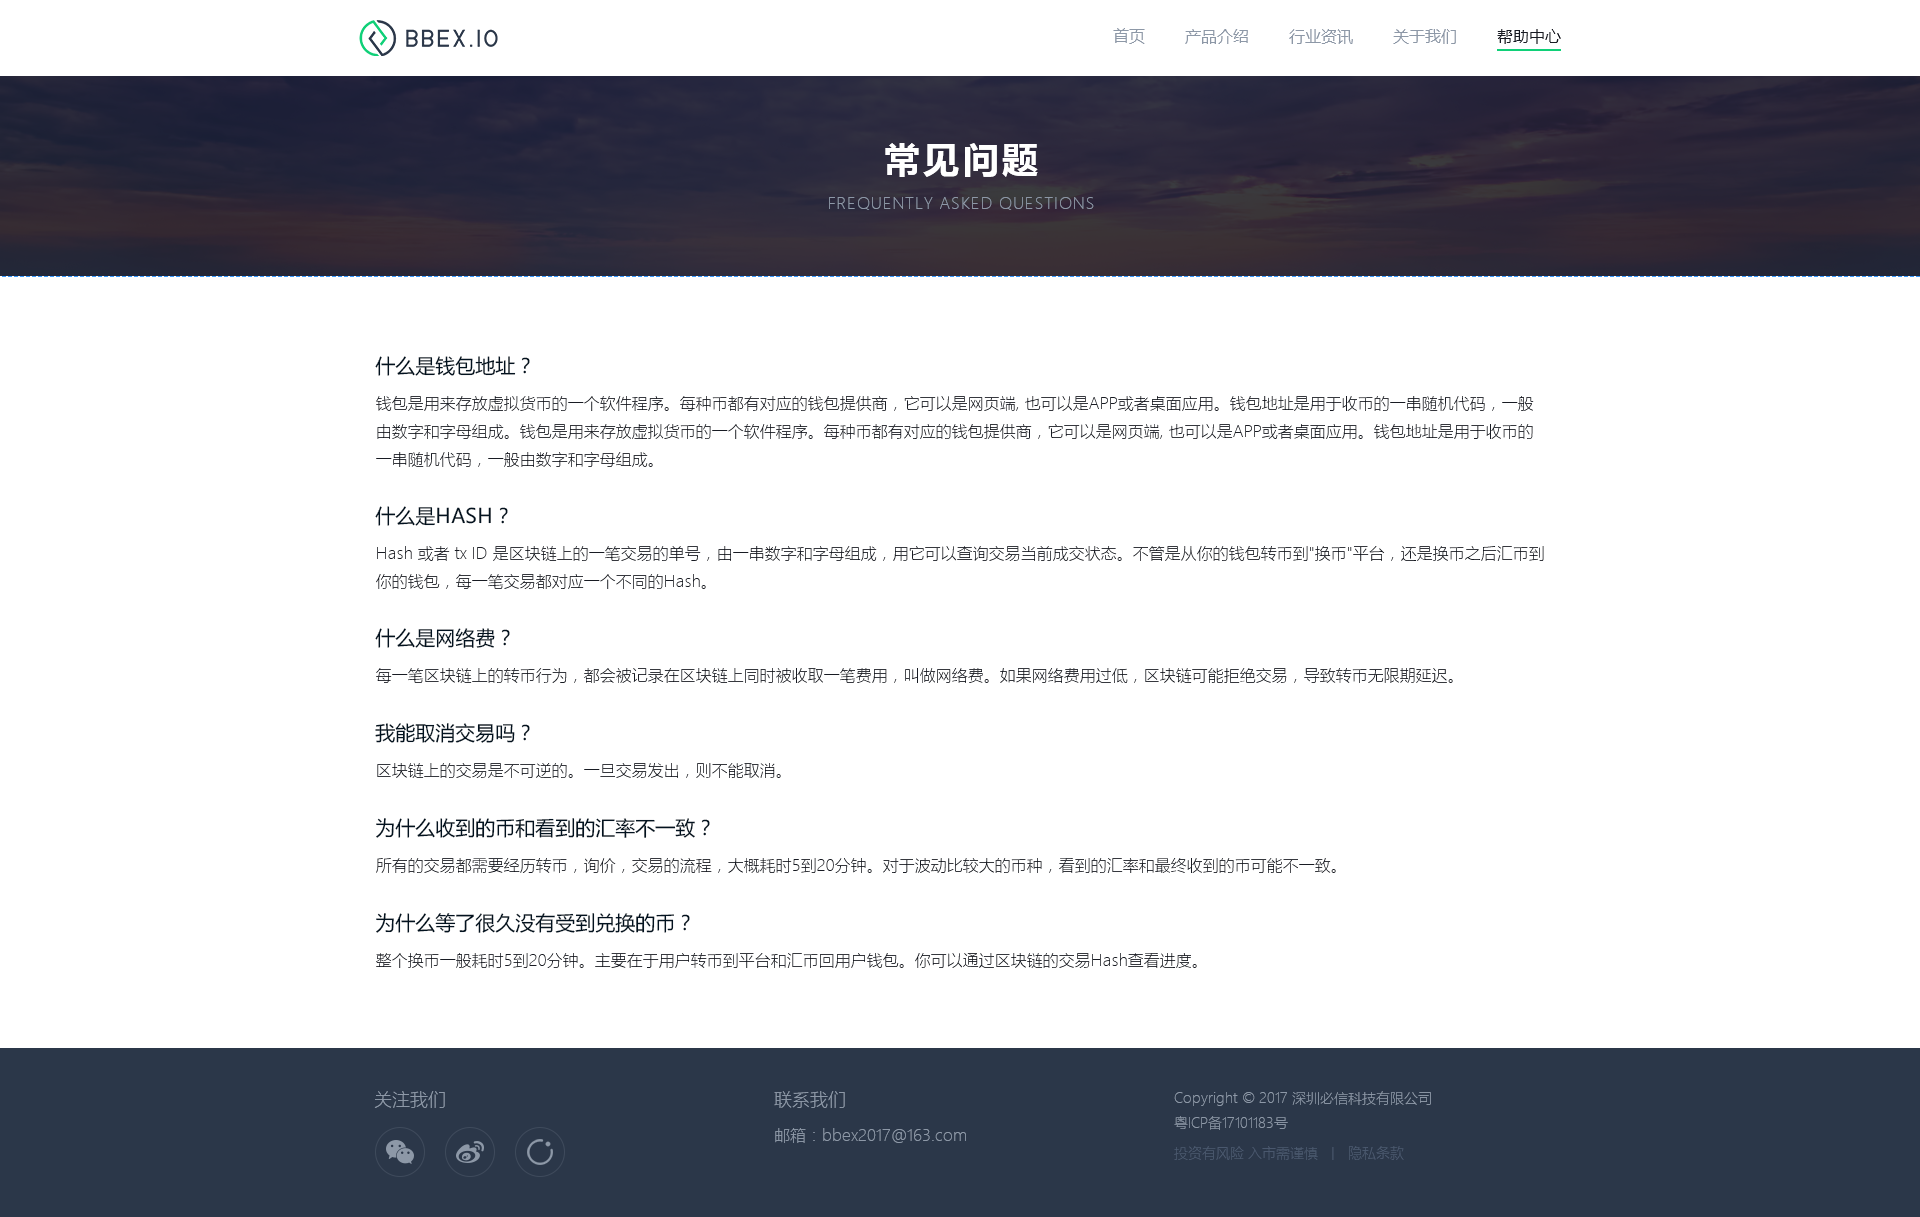 BBEX.IO
首页
产品介绍
行业资讯
关于我们
帮助中心
常见问题
FREQUENTLY ASKED QUESTIONS
什么是钱包地址？
钱包是用来存放虚拟货币的一个软件程序。每种币都有对应的钱包提供商，它可以是网页端, 也可以是APP或者桌面应用。钱包地址是用于收币的一串随机代码，一般
由数字和字母组成。钱包是用来存放虚拟货币的一个软件程序。每种币都有对应的钱包提供商，它可以是网页端, 也可以是APP或者桌面应用。钱包地址是用于收币的
一串随机代码，一般由数字和字母组成。
什么是HASH？
Hash 或者 tx ID 是区块链上的一笔交易的单号，由一串数字和字母组成，用它可以查询交易当前成交状态。不管是从你的钱包转币到"换币"平台，还是换币之后汇币到
你的钱包，每一笔交易都对应一个不同的Hash。
什么是网络费？
每一笔区块链上的转币行为，都会被记录在区块链上同时被收取一笔费用，叫做网络费。如果网络费用过低，区块链可能拒绝交易，导致转币无限期延迟。
我能取消交易吗？
区块链上的交易是不可逆的。一旦交易发出，则不能取消。
为什么收到的币和看到的汇率不一致？
所有的交易都需要经历转币，询价，交易的流程，大概耗时5到20分钟。对于波动比较大的币种，看到的汇率和最终收到的币可能不一致。
为什么等了很久没有受到兑换的币？
整个换币一般耗时5到20分钟。主要在于用户转币到平台和汇币回用户钱包。你可以通过区块链的交易Hash查看进度。
关注我们
联系我们
邮箱：bbex2017@163.com
Copyright © 2017 深圳必信科技有限公司
粤ICP备17101183号
投资有风险 入市需谨慎 | 隐私条款